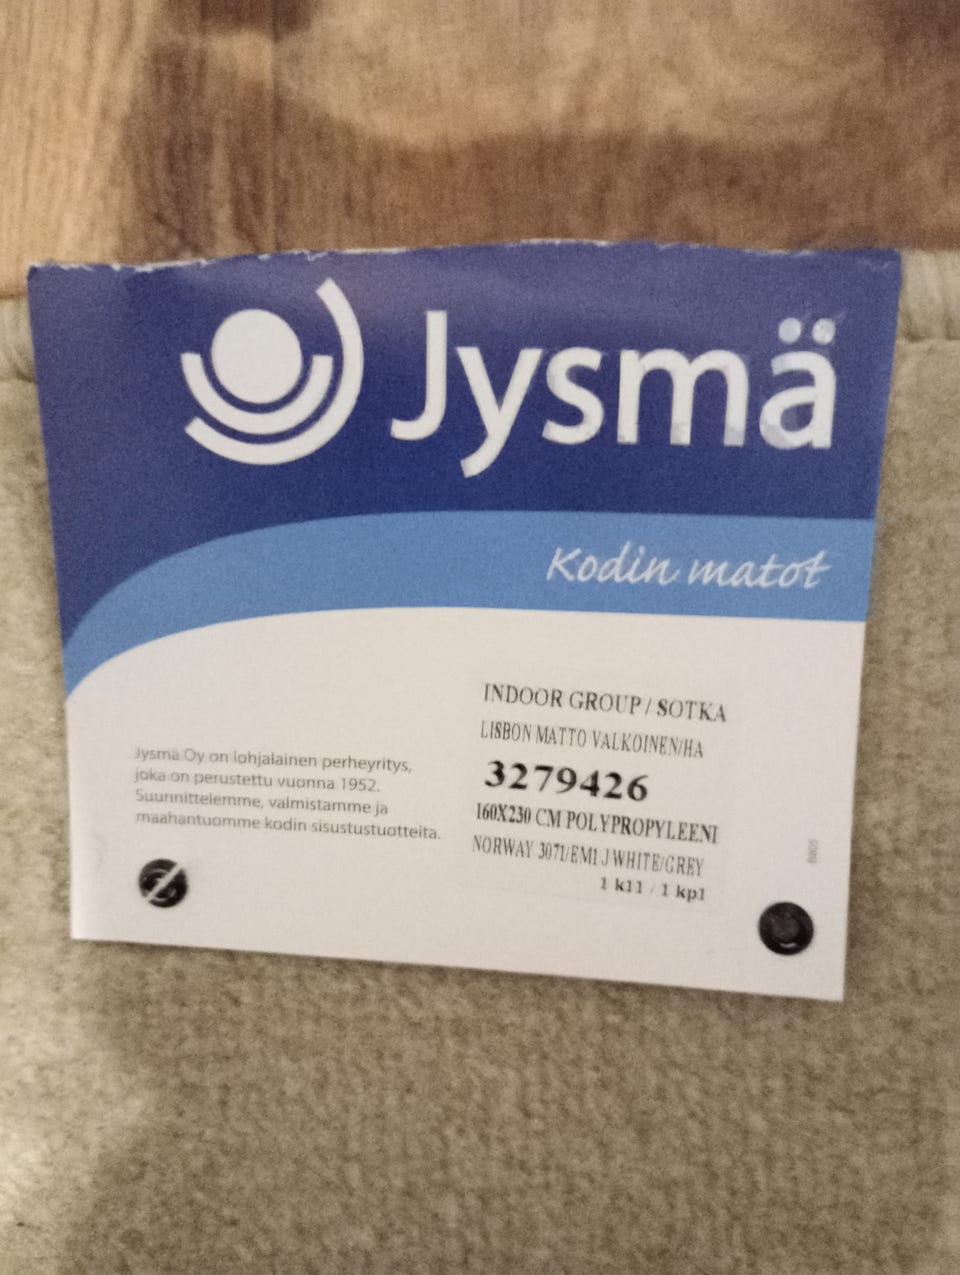 Jysmä
Kodin matot
INDOOR GROUP / SOTKA
LISBON MATTO VALKOINEN/HA
3279426
160X230 CM POLYPROPYLEENI
NORWAY 3071/EM1 J WHITE/GREY
1 kl1 / 1 kpl
Jysmä Oy on lohjalainen perheyritys,
joka on perustettu vuonna 1952.
Suunnittelemme, valmistamme ja
maahantuomme kodin sisustustuotteita.